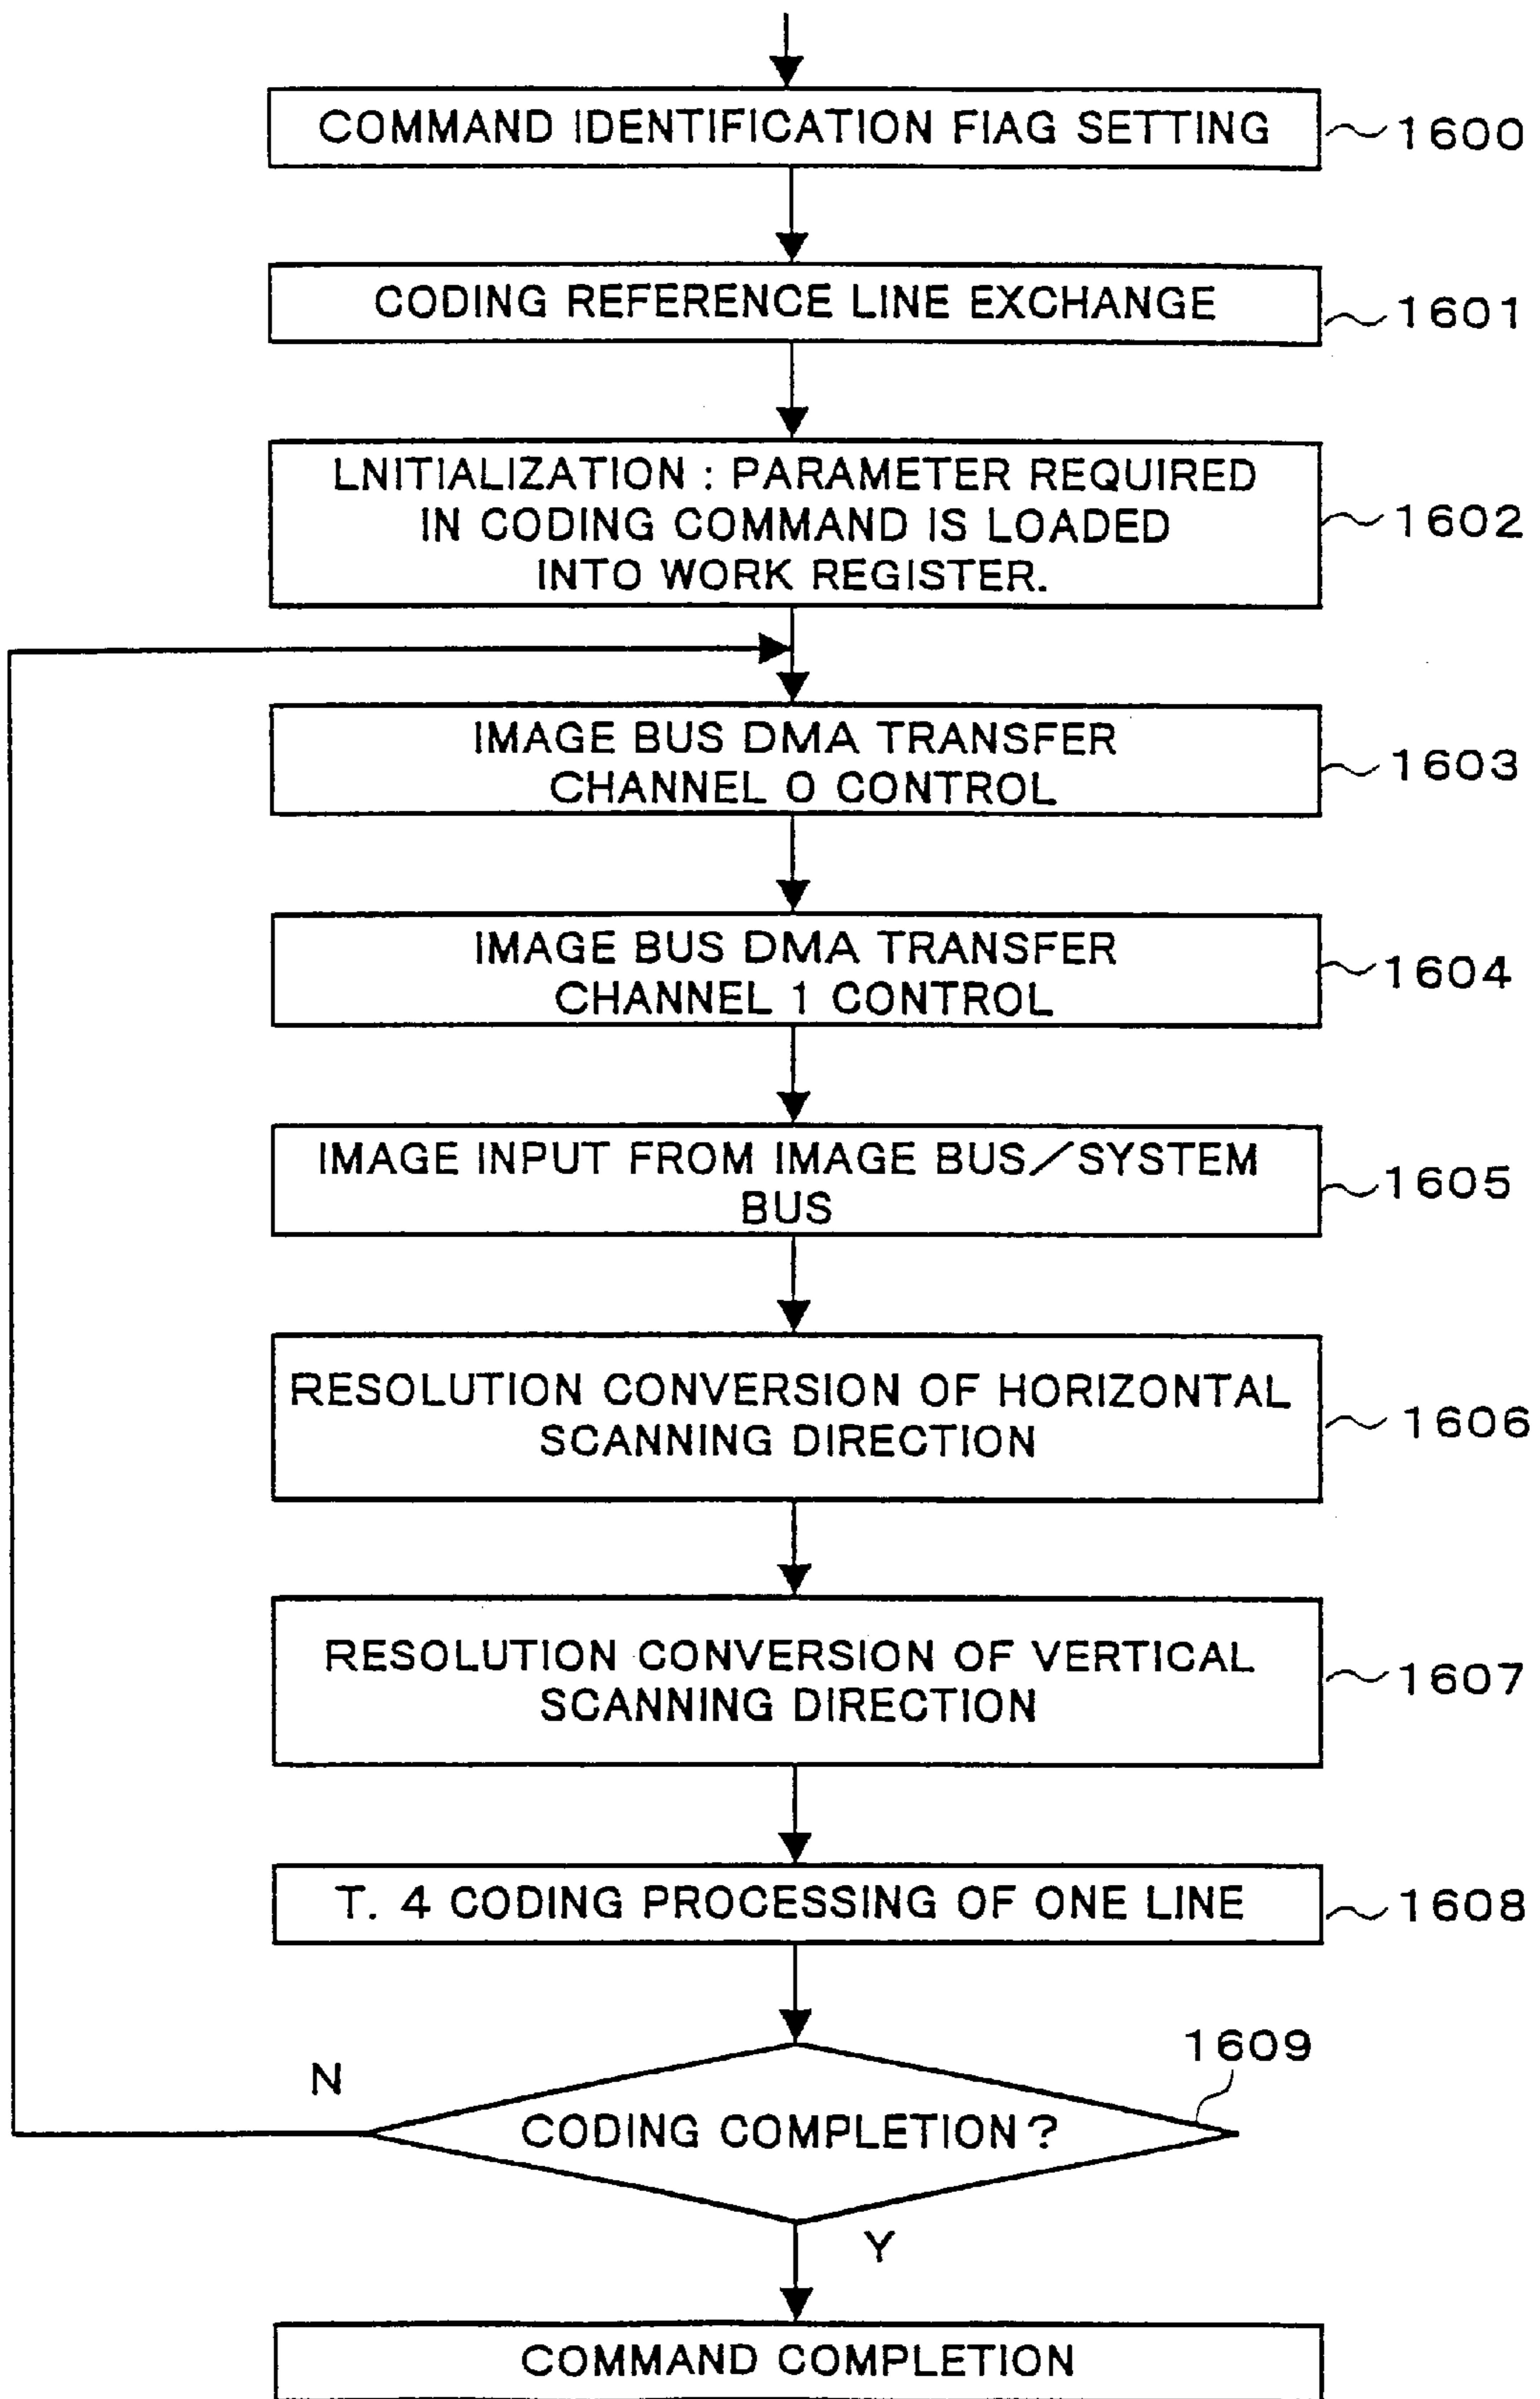 COMMAND IDENTIFICATION FIAG SETTING
1600
CODING REFERENCE LINE EXCHANGE
1601
LNITIALIZATION : PARAMETER REQUIRED
IN CODING COMMAND IS LOADED
INTO WORK REGISTER.
1602
IMAGE BUS DMA TRANSFER
CHANNEL 0 CONTROL
1603
IMAGE BUS DMA TRANSFER
CHANNEL 1 CONTROL
1604
IMAGE INPUT FROM IMAGE BUS/SYSTEM
BUS
1605
RESOLUTION CONVERSION OF HORIZONTAL
SCANNING DIRECTION
1606
RESOLUTION CONVERSION OF VERTICAL
SCANNING DIRECTION
1607
T. 4 CODING PROCESSING OF ONE LINE
1608
1609
N
CODING COMPLETION ?
Y
COMMAND COMPLETION